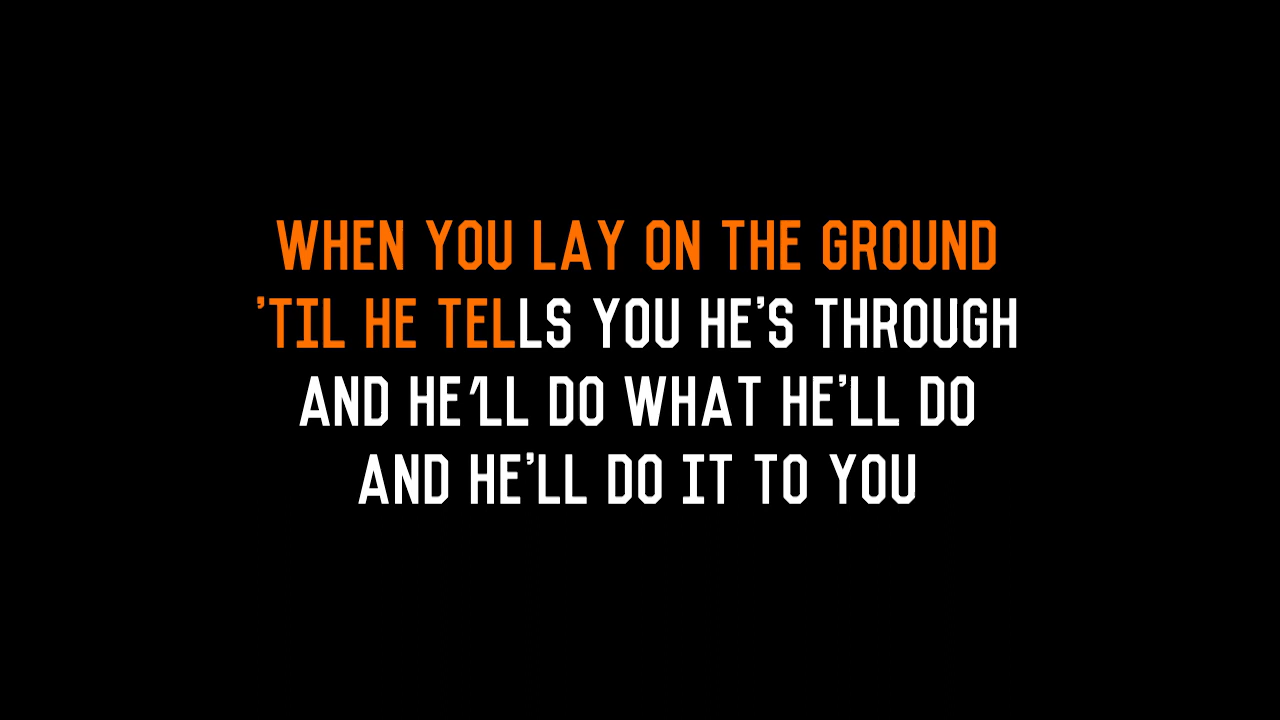 WHEN YOU LAY ON THE GROUND
'TIL HE TELLS YOU HE'S THROUGH
AND HE'LL DO WHAT HE'LL DO
AND HE'LL DO IT TO YOU